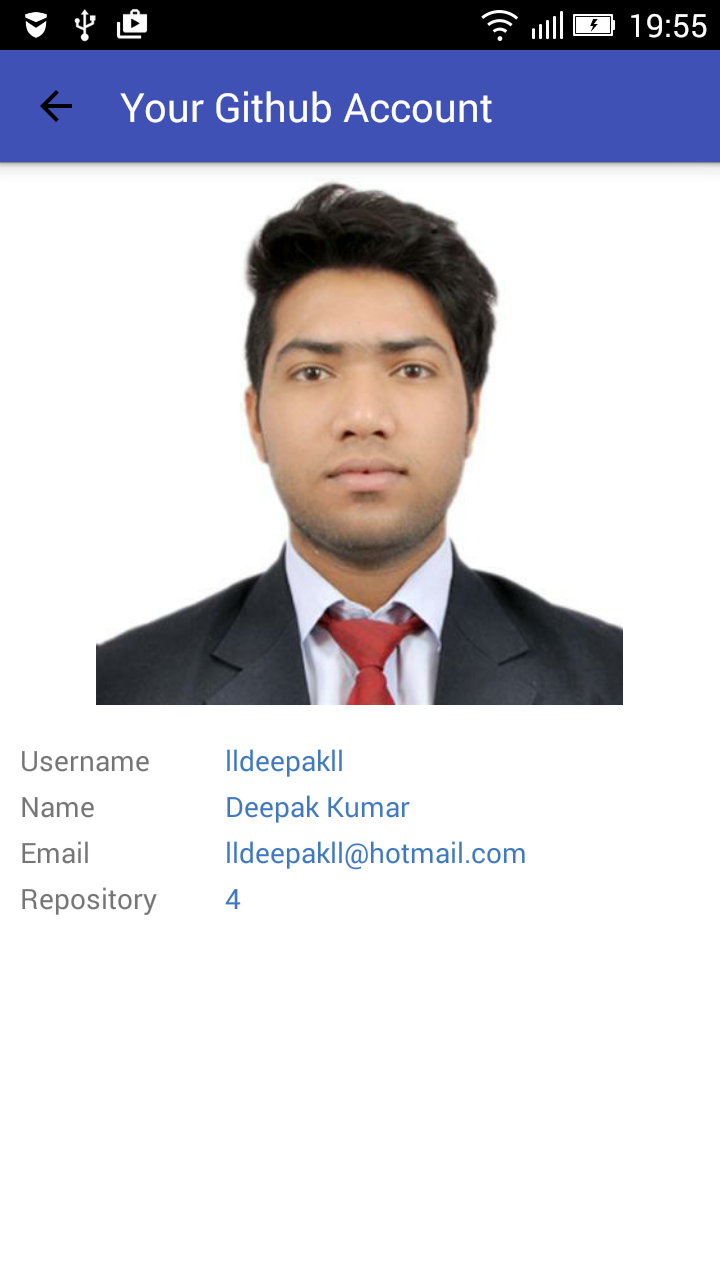 19:55
Your Github Account
Username lldeepakll
Name Deepak Kumar
Email lldeepakll@hotmail.com
Repository 4